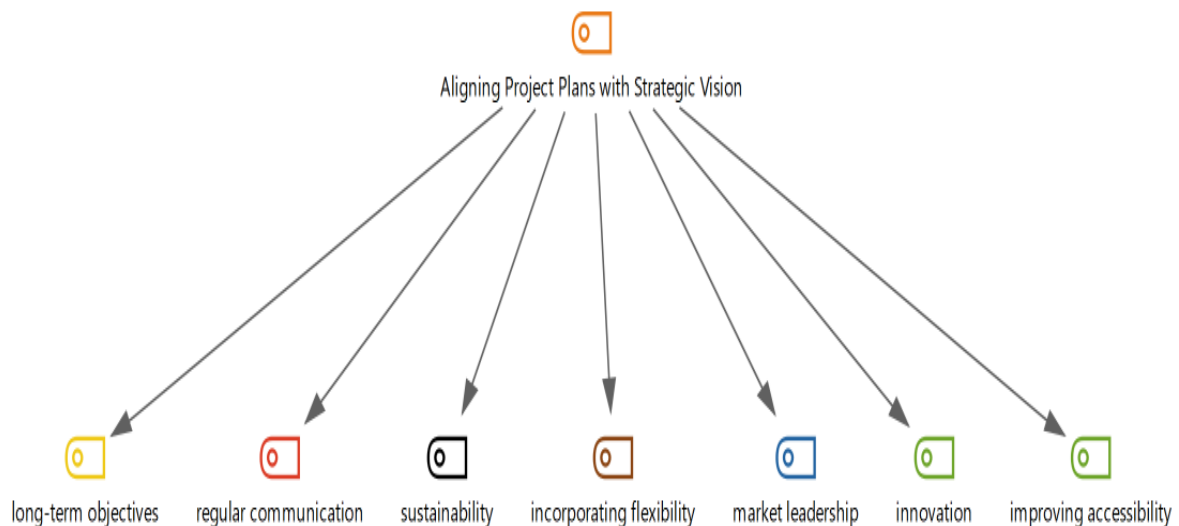 Aligning Project Plans with Strategic Vision
long-term objectives
regular communication
sustainability
incorporating flexibility
market leadership
innovation
improving accessibility